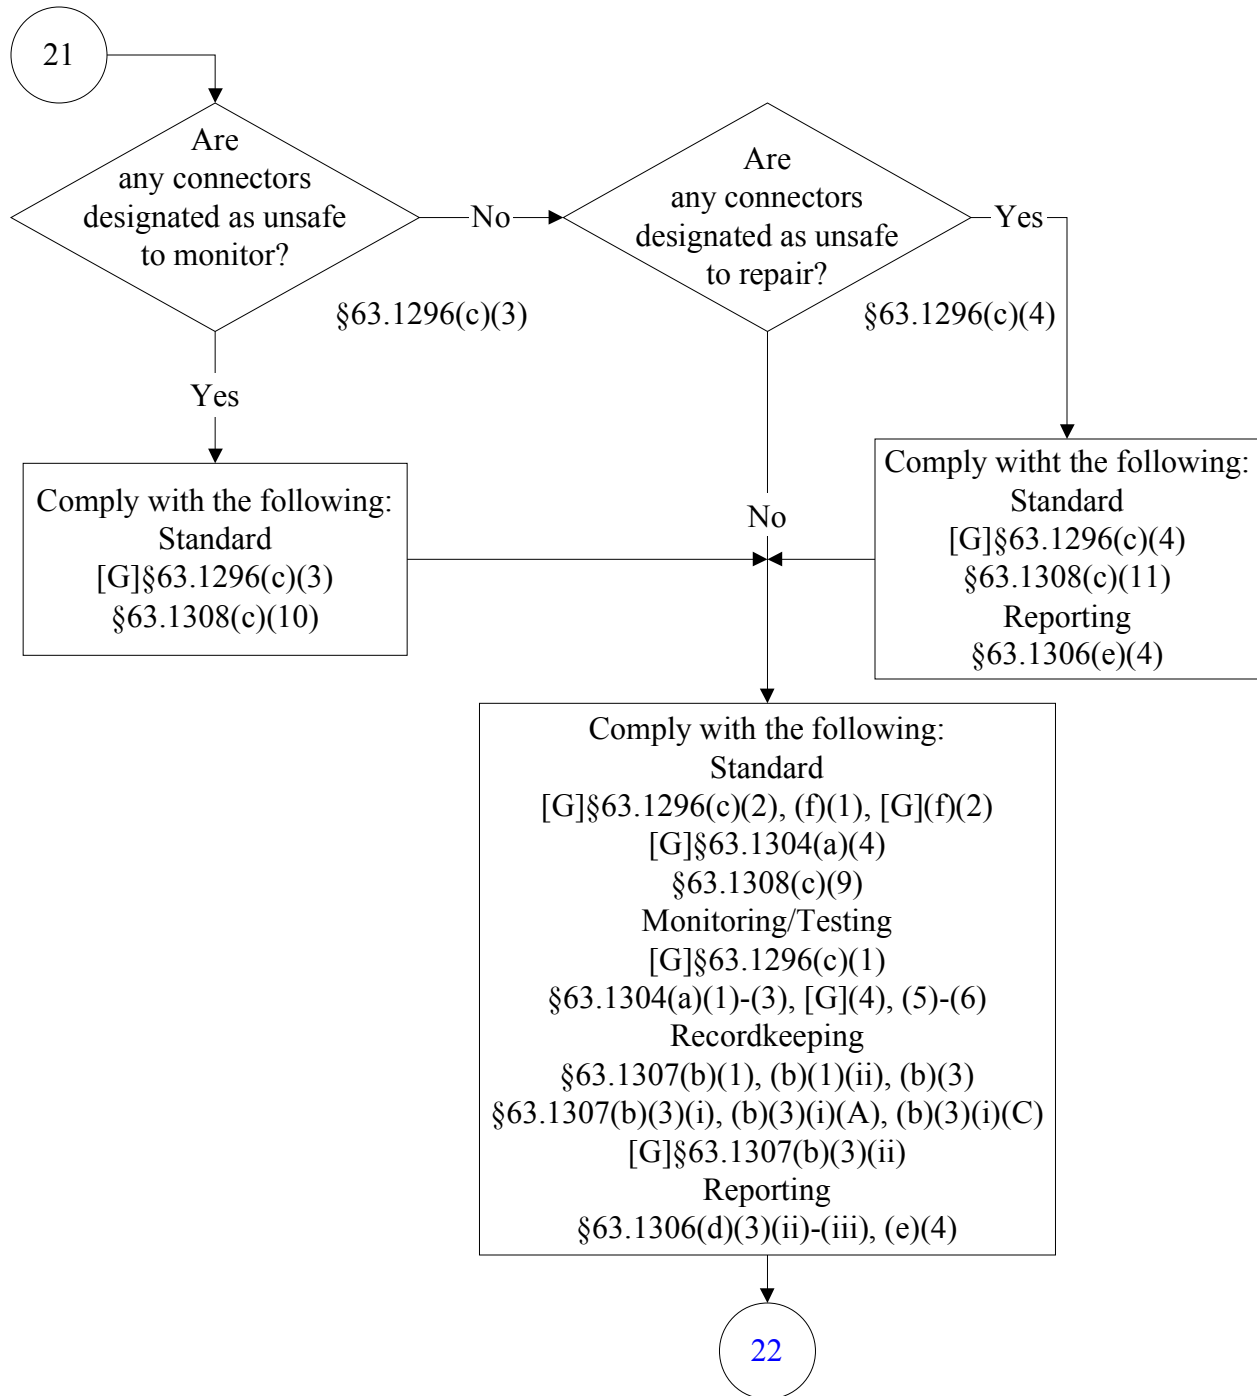 21
Are
any connectors
designated as unsafe
to monitor?
No
Are
any connectors
designated as unsafe
to repair?
Yes
§63.1296(c)(3)
§63.1296(c)(4)
Yes
Comply with the following:
Standard
[G]§63.1296(c)(3)
§63.1308(c)(10)
No
Comply witht the following:
Standard
[G]§63.1296(c)(4)
§63.1308(c)(11)
Reporting
§63.1306(e)(4)
Comply with the following:
Standard
[G]§63.1296(c)(2), (f)(1), [G](f)(2)
[G]§63.1304(a)(4)
§63.1308(c)(9)
Monitoring/Testing
[G]§63.1296(c)(1)
§63.1304(a)(1)-(3), [G](4), (5)-(6)
Recordkeeping
§63.1307(b)(1), (b)(1)(ii), (b)(3)
§63.1307(b)(3)(i), (b)(3)(i)(A), (b)(3)(i)(C)
[G]§63.1307(b)(3)(ii)
Reporting
§63.1306(d)(3)(ii)-(iii), (e)(4)
22